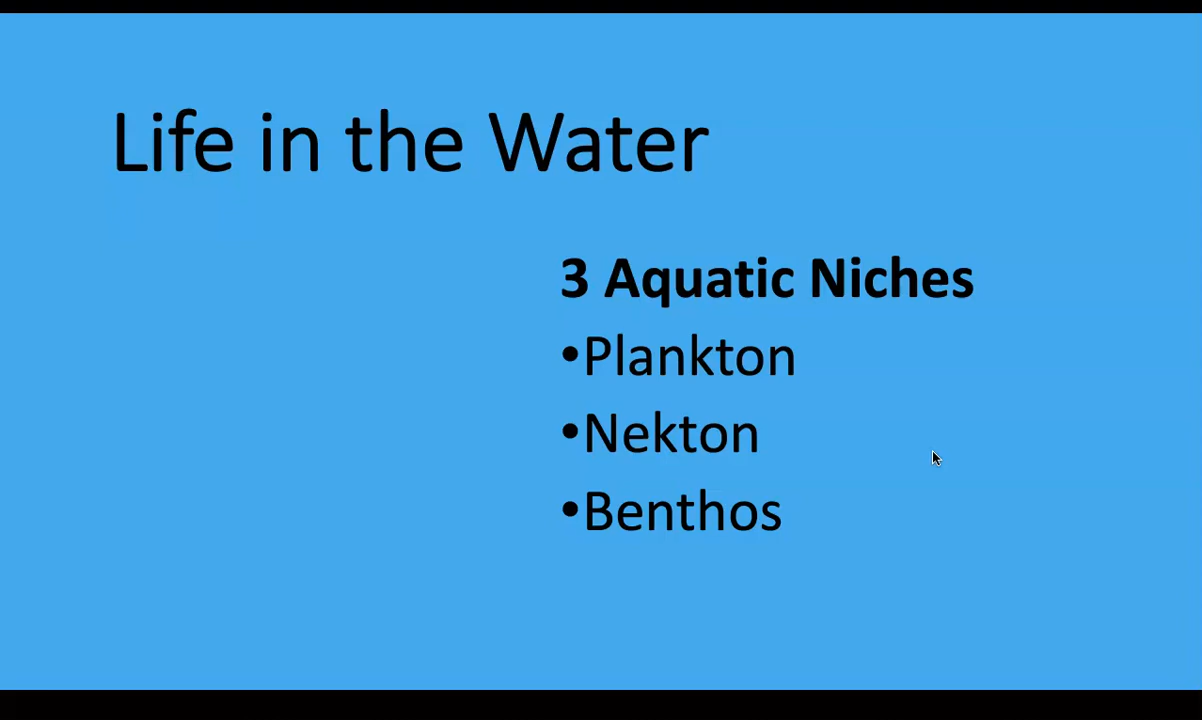 Life in the Water
3 Aquatic Niches
•Plankton
•Nekton
•Benthos